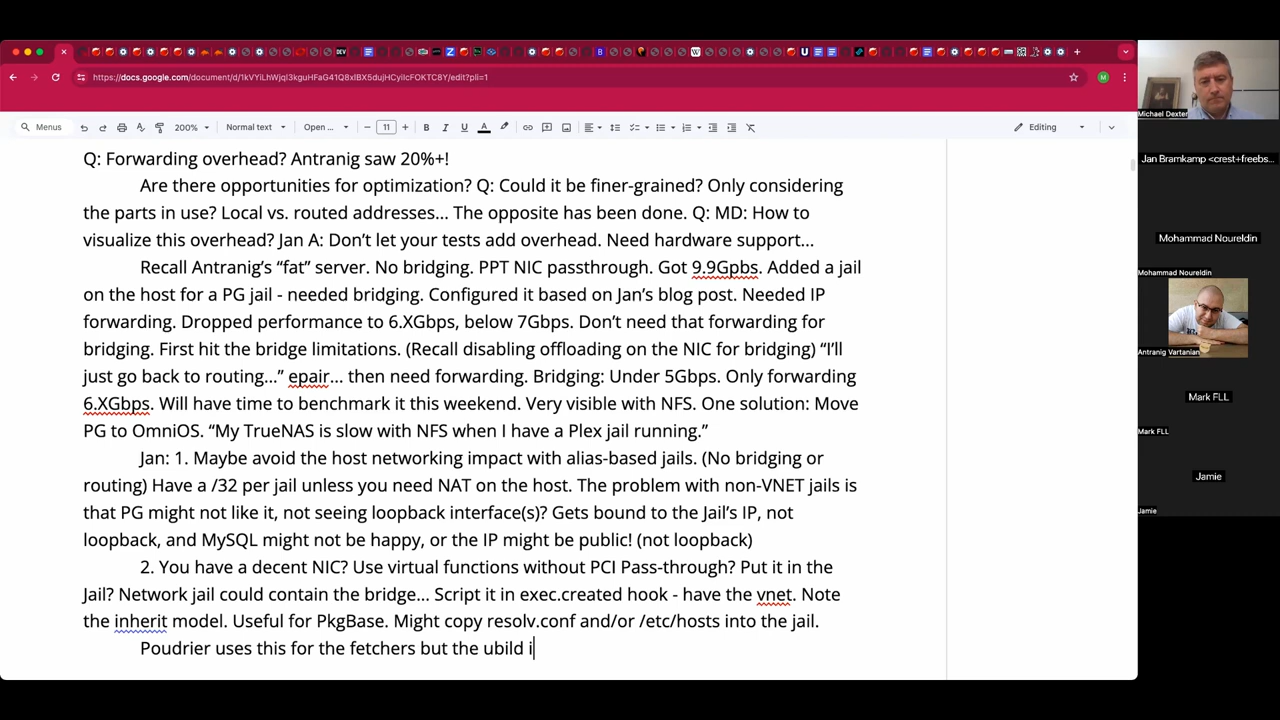 DEV
https://docs.google.com/document/d/1kVYiLhWjqI3kguHFaG41Q8xlBX5dujHCyiIcFOKTC8Y/edit?pli=1
M
Menus
200%
Normal text
Open ...
11
B
I
U
A
Editing
Q: Forwarding overhead? Antranig saw 20%+!
Are there opportunities for optimization? Q: Could it be finer-grained? Only considering
the parts in use? Local vs. routed addresses... The opposite has been done. Q: MD: How to
visualize this overhead? Jan A: Don’t let your tests add overhead. Need hardware support...
Recall Antranig’s “fat” server. No bridging. PPT NIC passthrough. Got 9.9Gpbs. Added a jail
on the host for a PG jail - needed bridging. Configured it based on Jan’s blog post. Needed IP
forwarding. Dropped performance to 6.XGbps, below 7Gbps. Don’t need that forwarding for
bridging. First hit the bridge limitations. (Recall disabling offloading on the NIC for bridging) “I’ll
just go back to routing...” epair... then need forwarding. Bridging: Under 5Gbps. Only forwarding
6.XGbps. Will have time to benchmark it this weekend. Very visible with NFS. One solution: Move
PG to OmniOS. “My TrueNAS is slow with NFS when I have a Plex jail running.”
Jan: 1. Maybe avoid the host networking impact with alias-based jails. (No bridging or
routing) Have a /32 per jail unless you need NAT on the host. The problem with non-VNET jails is
that PG might not like it, not seeing loopback interface(s)? Gets bound to the Jail’s IP, not
loopback, and MySQL might not be happy, or the IP might be public! (not loopback)
2. You have a decent NIC? Use virtual functions without PCI Pass-through? Put it in the
Jail? Network jail could contain the bridge... Script it in exec.created hook - have the vnet. Note
the inherit model. Useful for PkgBase. Might copy resolv.conf and/or /etc/hosts into the jail.
Poudrier uses this for the fetchers but the ubild i
Michael Dexter
Jan Bramkamp <crest+freebs...
Mohammad Noureldin
Mohammad Noureldin
Antranig Vartanian
Mark FLL
Mark FLL
Jamie
Jamie